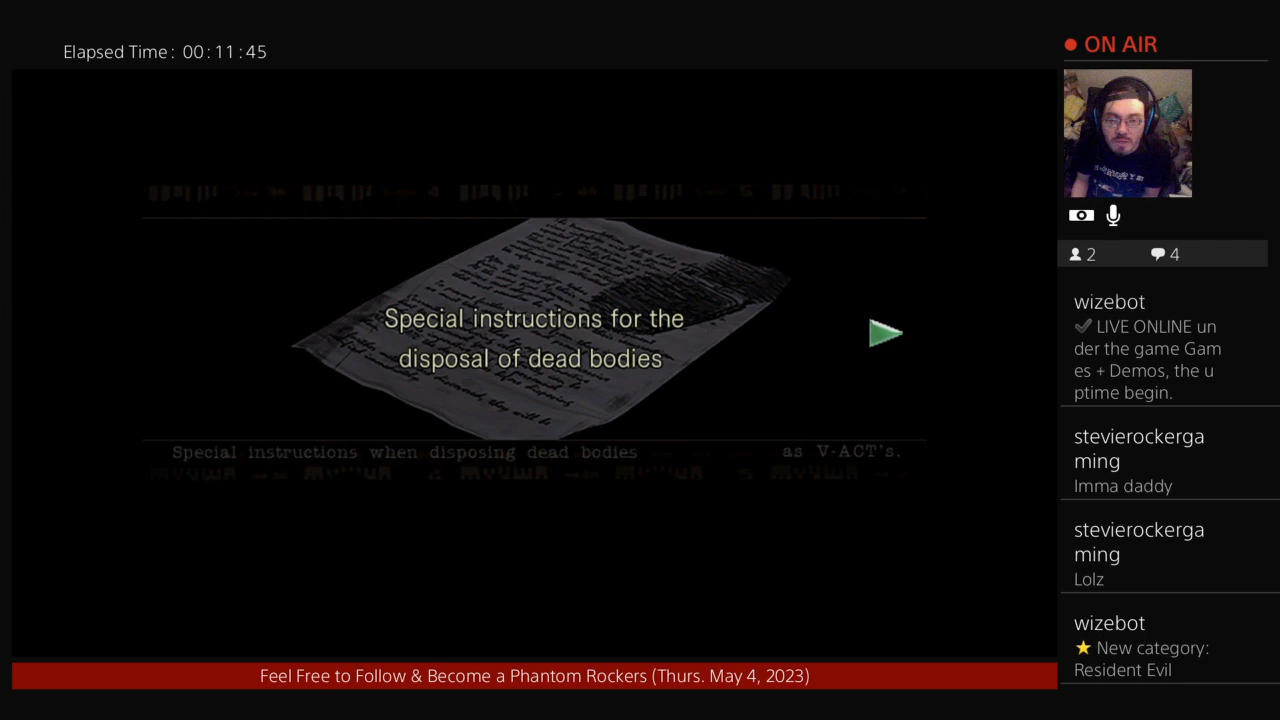 Elapsed Time: 00:11:45
ON AIR
2
4
Special instructions for the
disposal of dead bodies
Special instructions when disposing dead bodies
as V-ACT's.
wizebot
✔ LIVE ONLINE un
der the game Gam
es + Demos, the u
ptime begin.
stevierockerga
ming
Imma daddy
stevierockerga
ming
Lolz
wizebot
⭐ New category:
Resident Evil
Feel Free to Follow & Become a Phantom Rockers (Thurs. May 4, 2023)